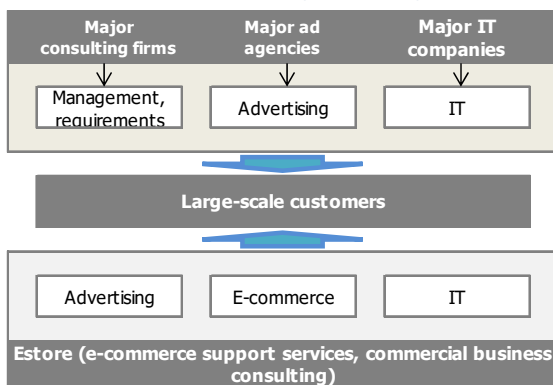 Major
consulting firms
Major ad
agencies
Major IT
companies
Management,
requirements
Advertising
IT
Large-scale customers
Advertising
E-commerce
IT
Estore (e-commerce support services, commercial business
consulting)